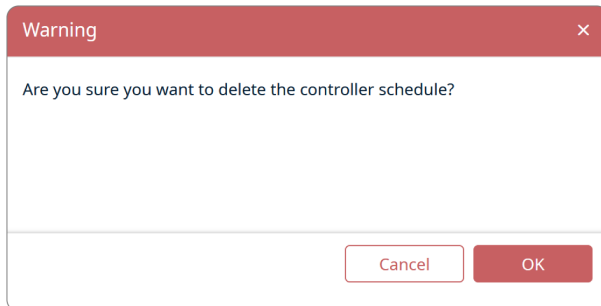 Warning
Are you sure you want to delete the controller schedule?
Cancel
OK